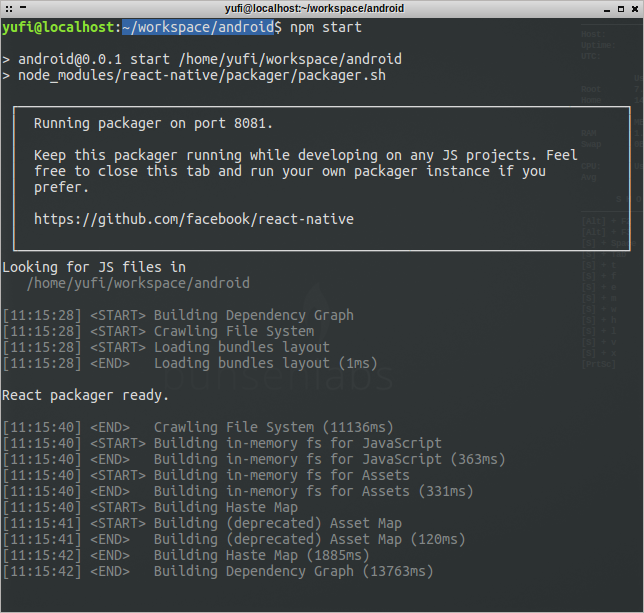 yufi@localhost:~/workspace/android
yufi@localhost:~/workspace/android$ npm start
> android@0.0.1 start /home/yufi/workspace/android
> node_modules/react-native/packager/packager.sh
Running packager on port 8081.
Keep this packager running while developing on any JS projects. Feel
free to close this tab and run your own packager instance if you
prefer.
https://github.com/facebook/react-native
Looking for JS files in
/home/yufi/workspace/android
[11:15:28] <START> Building Dependency Graph
[11:15:28] <START> Crawling File System
[11:15:28] <START> Loading bundles layout
[11:15:28] <END>   Loading bundles layout (1ms)
bunsenlabs
React packager ready.
[11:15:40] <END>   Crawling File System (11136ms)
[11:15:40] <START> Building in-memory fs for JavaScript
[11:15:40] <END>   Building in-memory fs for JavaScript (363ms)
[11:15:40] <START> Building in-memory fs for Assets
[11:15:40] <END>   Building in-memory fs for Assets (331ms)
[11:15:40] <START> Building Haste Map
[11:15:41] <START> Building (deprecated) Asset Map
[11:15:41] <END>   Building (deprecated) Asset Map (120ms)
[11:15:42] <END>   Building Haste Map (1885ms)
[11:15:42] <END>   Building Dependency Graph (13763ms)